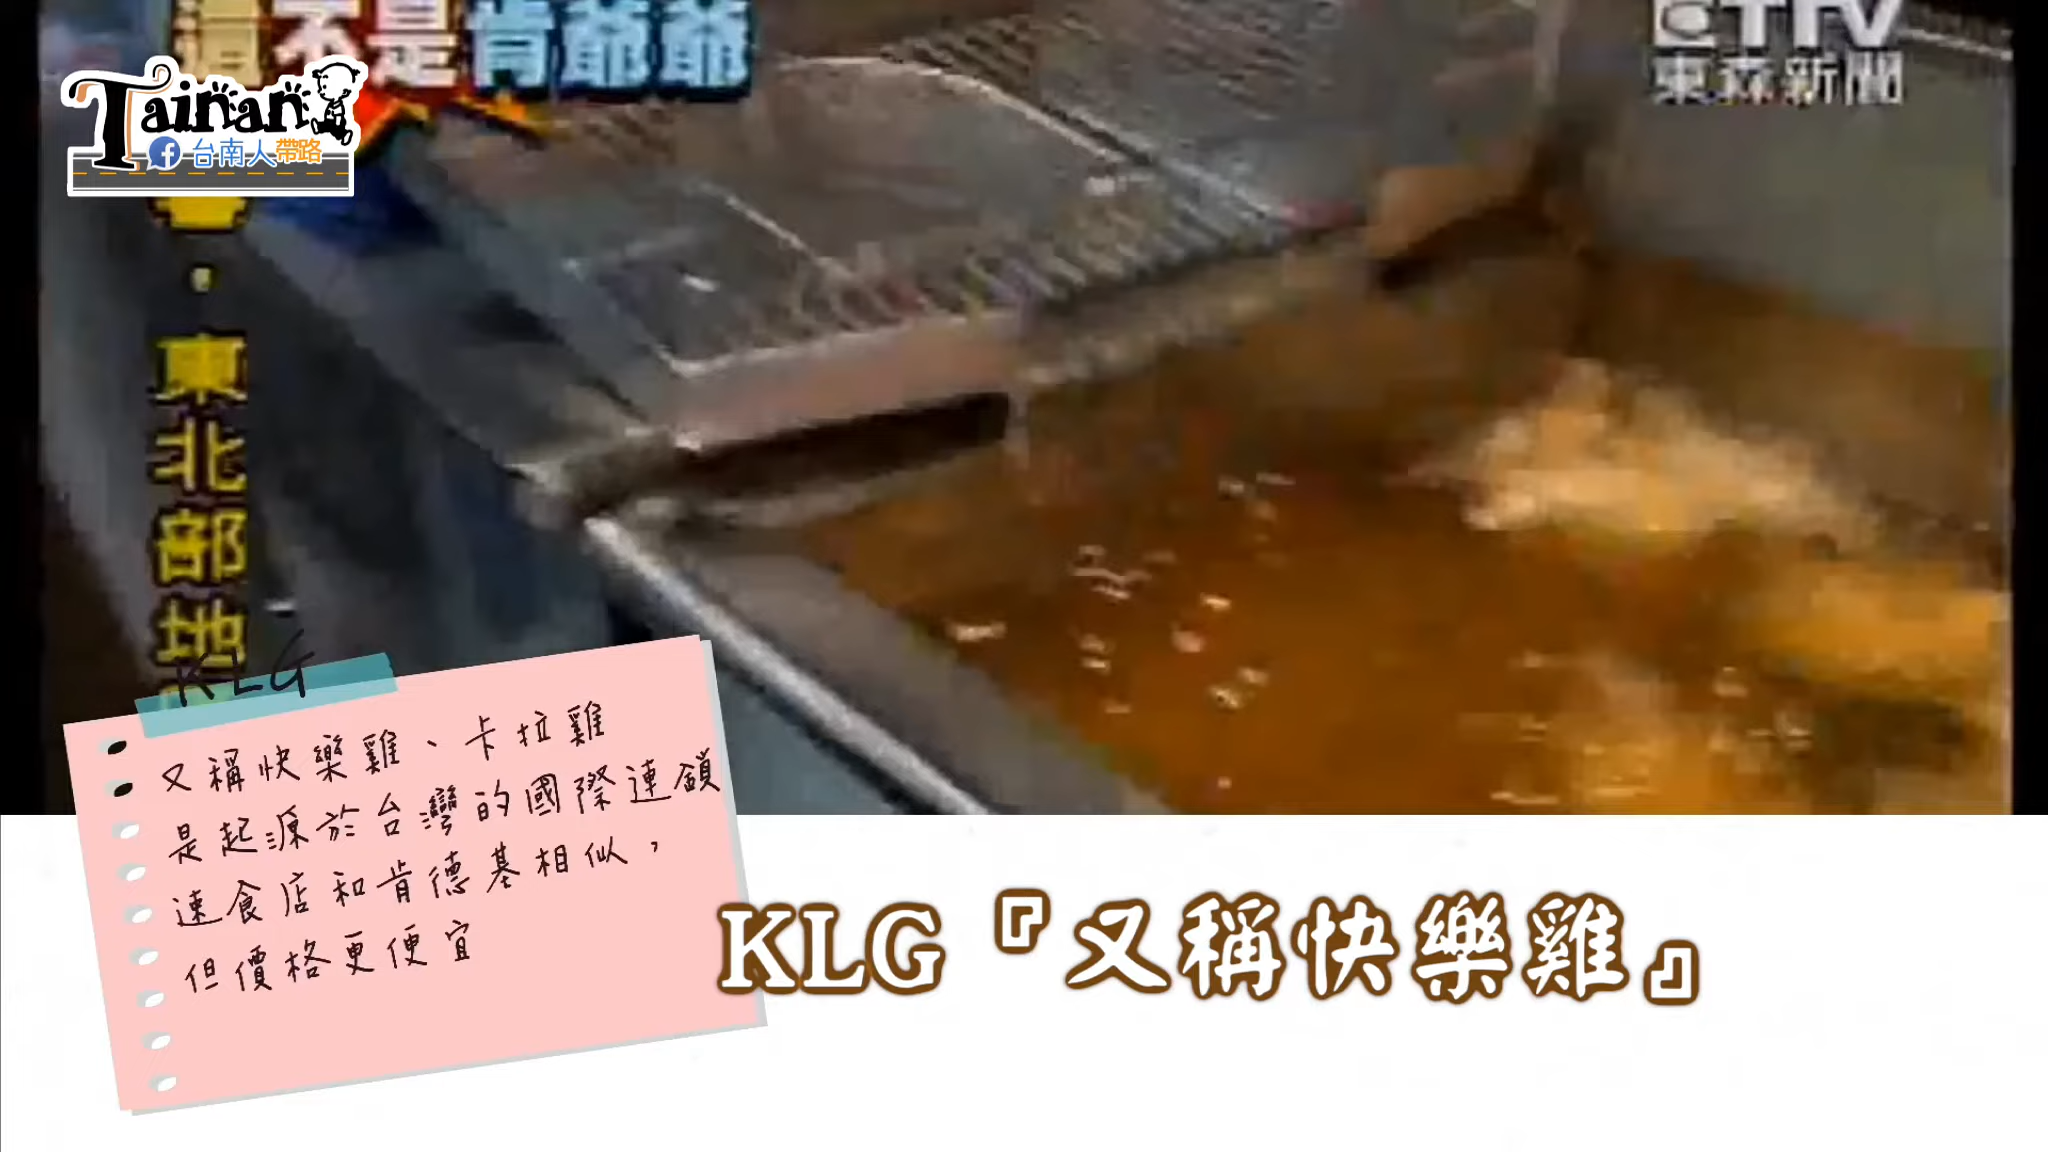 不是肯爺爺
ETTV
東森新聞
Tainan
台南人帶路
東北部地
KLG
又稱快樂雞、卡拉雞
是起源於台灣的國際連鎖
速食店和肯德基相似,
但價格更便宜
KLG『又稱快樂雞』